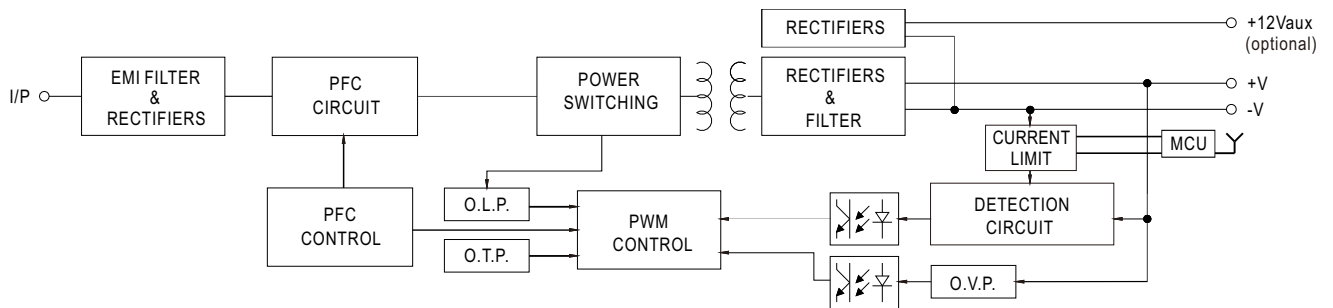 RECTIFIERS
+12Vaux
(optional)
I/P
EMI FILTER
&
RECTIFIERS
PFC
CIRCUIT
POWER
SWITCHING
RECTIFIERS
&
FILTER
+V
-V
CURRENT
LIMIT
MCU
PFC
CONTROL
O.L.P.
O.T.P.
PWM
CONTROL
DETECTION
CIRCUIT
O.V.P.